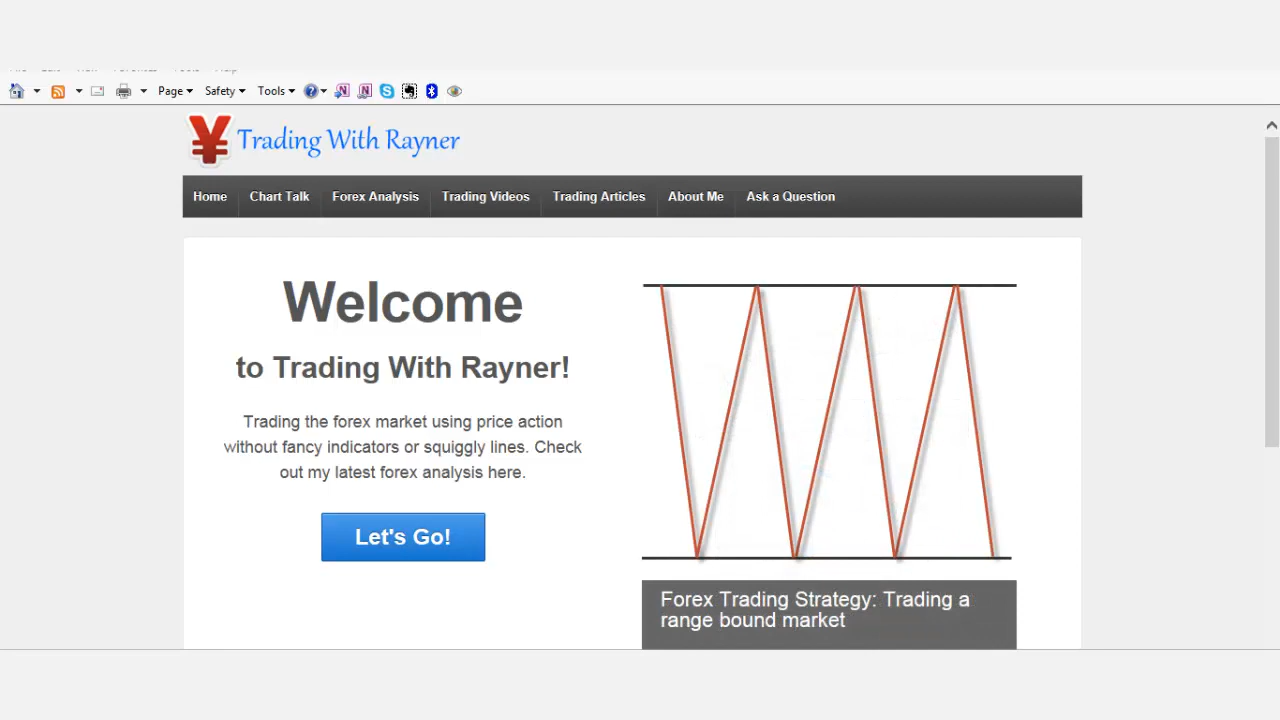 Page Safety Tools
Trading With Rayner
Home Chart Talk Forex Analysis Trading Videos Trading Articles About Me Ask a Question
Welcome
to Trading With Rayner!
Trading the forex market using price action
without fancy indicators or squiggly lines. Check
out my latest forex analysis here.
Let's Go!
Forex Trading Strategy: Trading a
range bound market